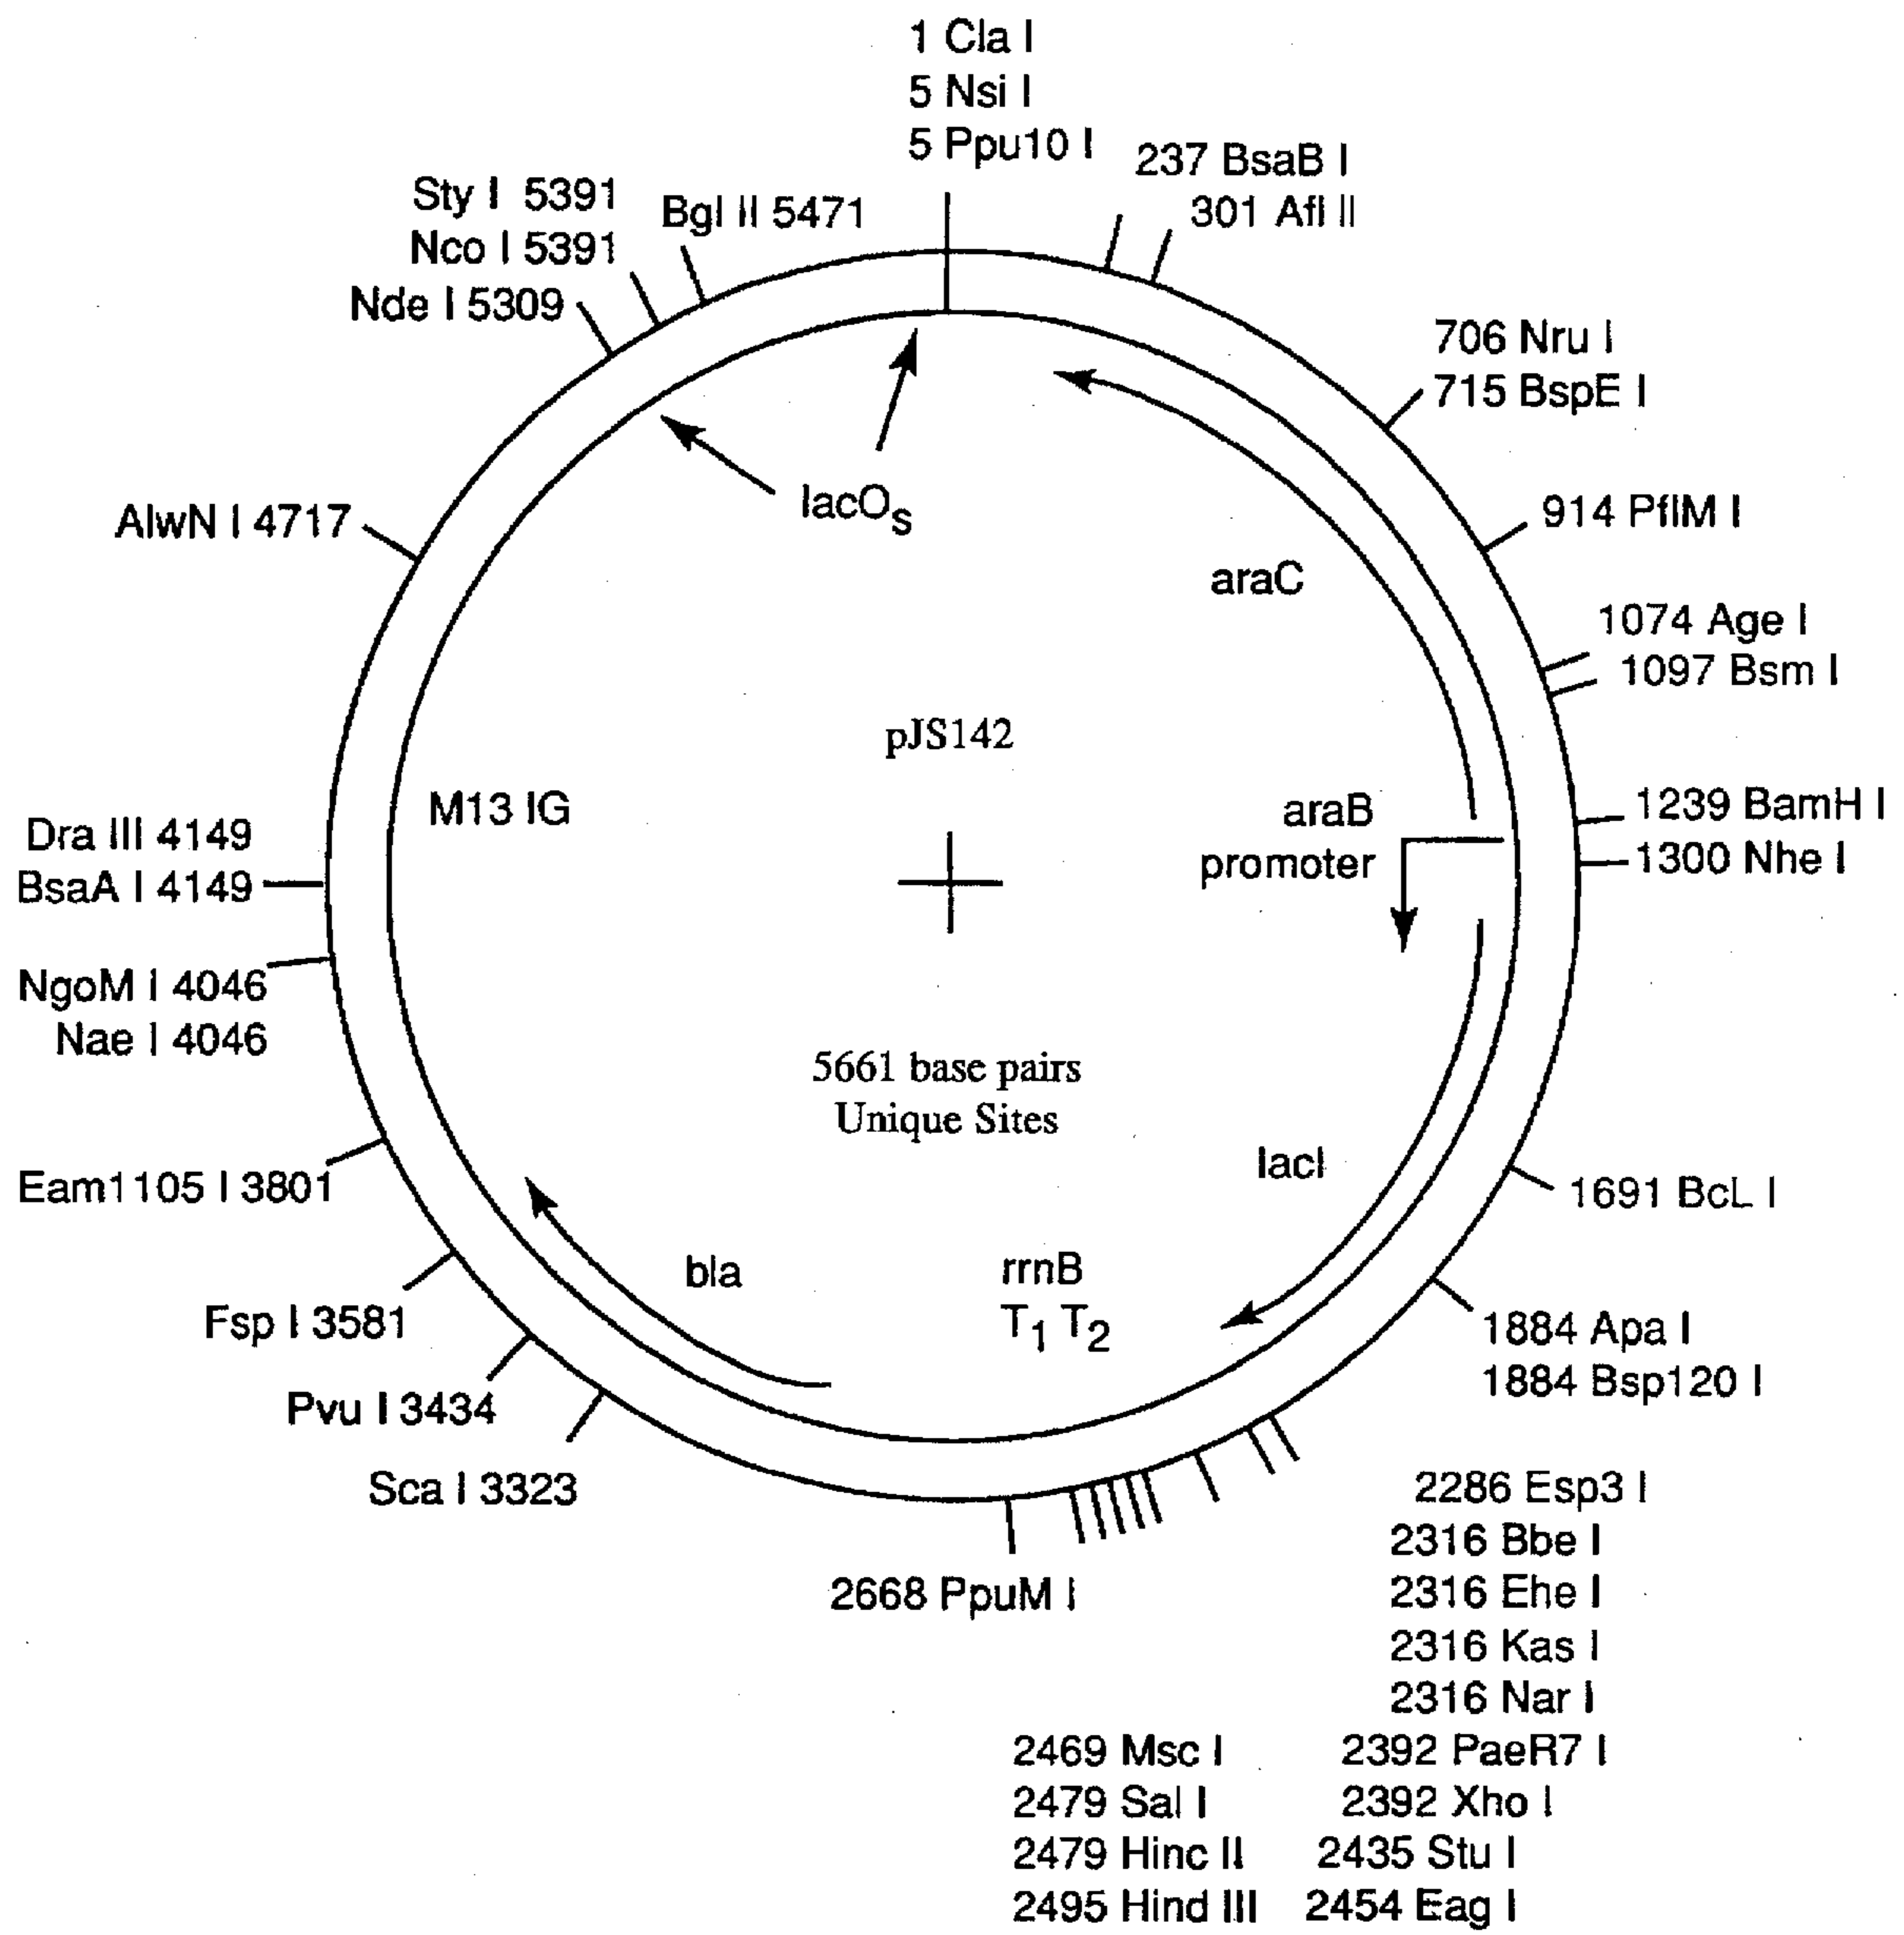 1 Cla I
5 Nsi I
5 Ppu10 I
237 BsaB I
301 Afl II
Sty I 5391
Nco I 5391
Nde I 5309
Bgl II 5471
706 Nru I
715 BspE I
914 PflM I
1074 Age I
1097 Bsm I
1239 BamH I
1300 Nhe I
1691 BcL I
1884 Apa I
1884 Bsp120 I
2286 Esp3 I
2316 Bbe I
2316 Ehe I
2316 Kas I
2316 Nar I
2392 PaeR7 I
2392 Xho I
2435 Stu I
2454 Eag I
2469 Msc I
2479 Sal I
2479 Hinc II
2495 Hind III
2668 PpuM I
Sca I 3323
Pvu I 3434
Fsp I 3581
Eam1105 I 3801
NgoM I 4046
Nae I 4046
Dra III 4149
BsaA I 4149
AlwN I 4717
lacOs
araC
pJS142
M13 IG
araB
promoter
5661 base pairs
Unique Sites
lacI
bla
rrnB
T1 T2